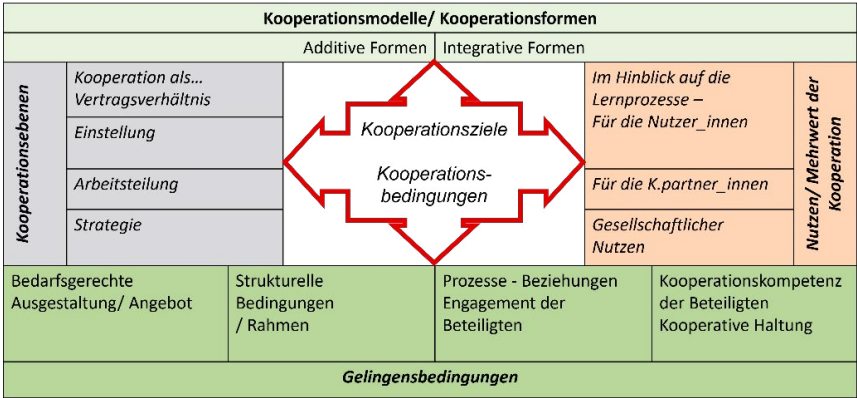 Kooperationsmodelle/ Kooperationsformen
Additive Formen
Integrative Formen
Kooperationsebenen
Kooperation als…
Vertragsverhältnis
Einstellung
Arbeitsteilung
Strategie
Kooperationsziele
Kooperations-
bedingungen
Im Hinblick auf die
Lernprozesse –
Für die Nutzer_innen
Für die K.partner_innen
Gesellschaftlicher
Nutzen
Nutzen/ Mehrwert der
Kooperation
Bedarfsgerechte
Ausgestaltung/ Angebot
Strukturelle
Bedingungen
/ Rahmen
Prozesse - Beziehungen
Engagement der
Beteiligten
Kooperationskompetenz
der Beteiligten
Kooperative Haltung
Gelingensbedingungen